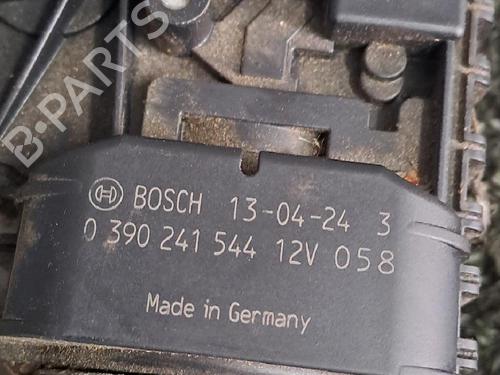 B-PARTS
BOSCH 13-04-24 3
0 390 241 544 12V 058
Made in Germany